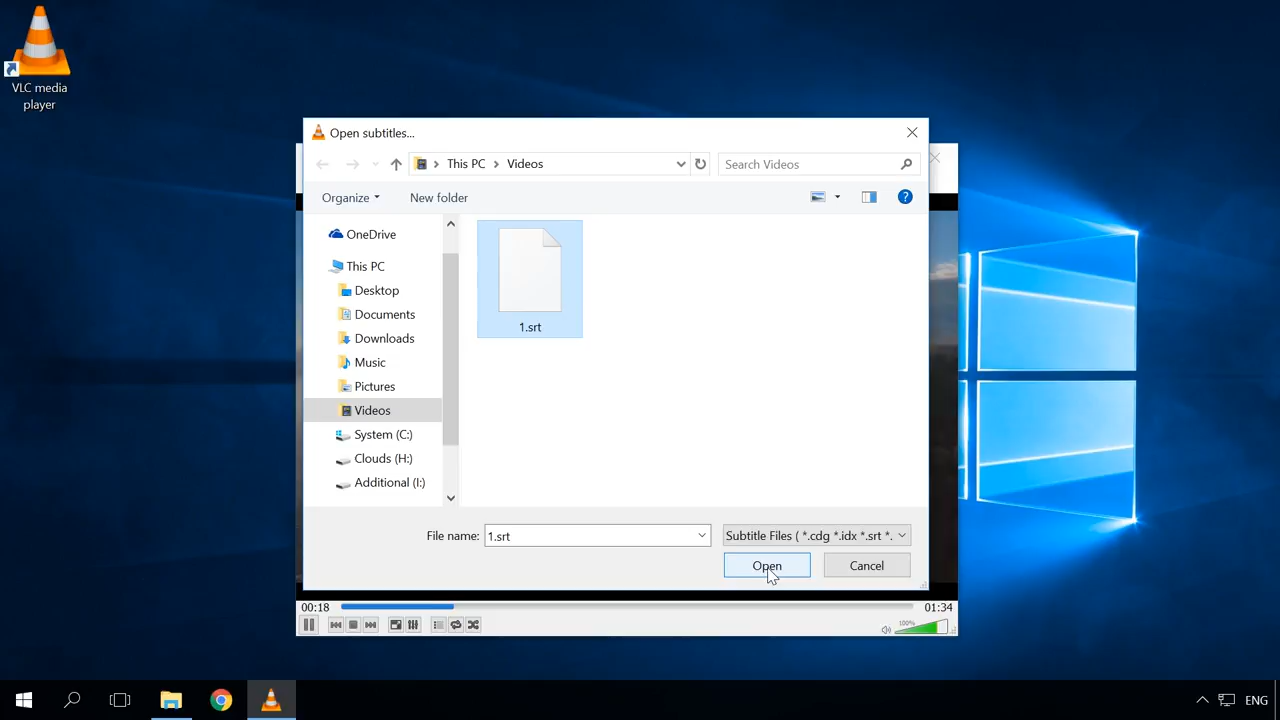 VLC media
player
Open subtitles...
This PC
Videos
Search Videos
Organize
New folder
OneDrive
This PC
Desktop
Documents
Downloads
Music
Pictures
Videos
System (C:)
Clouds (H:)
Additional (I:)
1.srt
File name:
1.srt
Subtitle Files ( *.cdg *.idx *.srt *.
Open
Cancel
00:18
01:34
100%
ENG